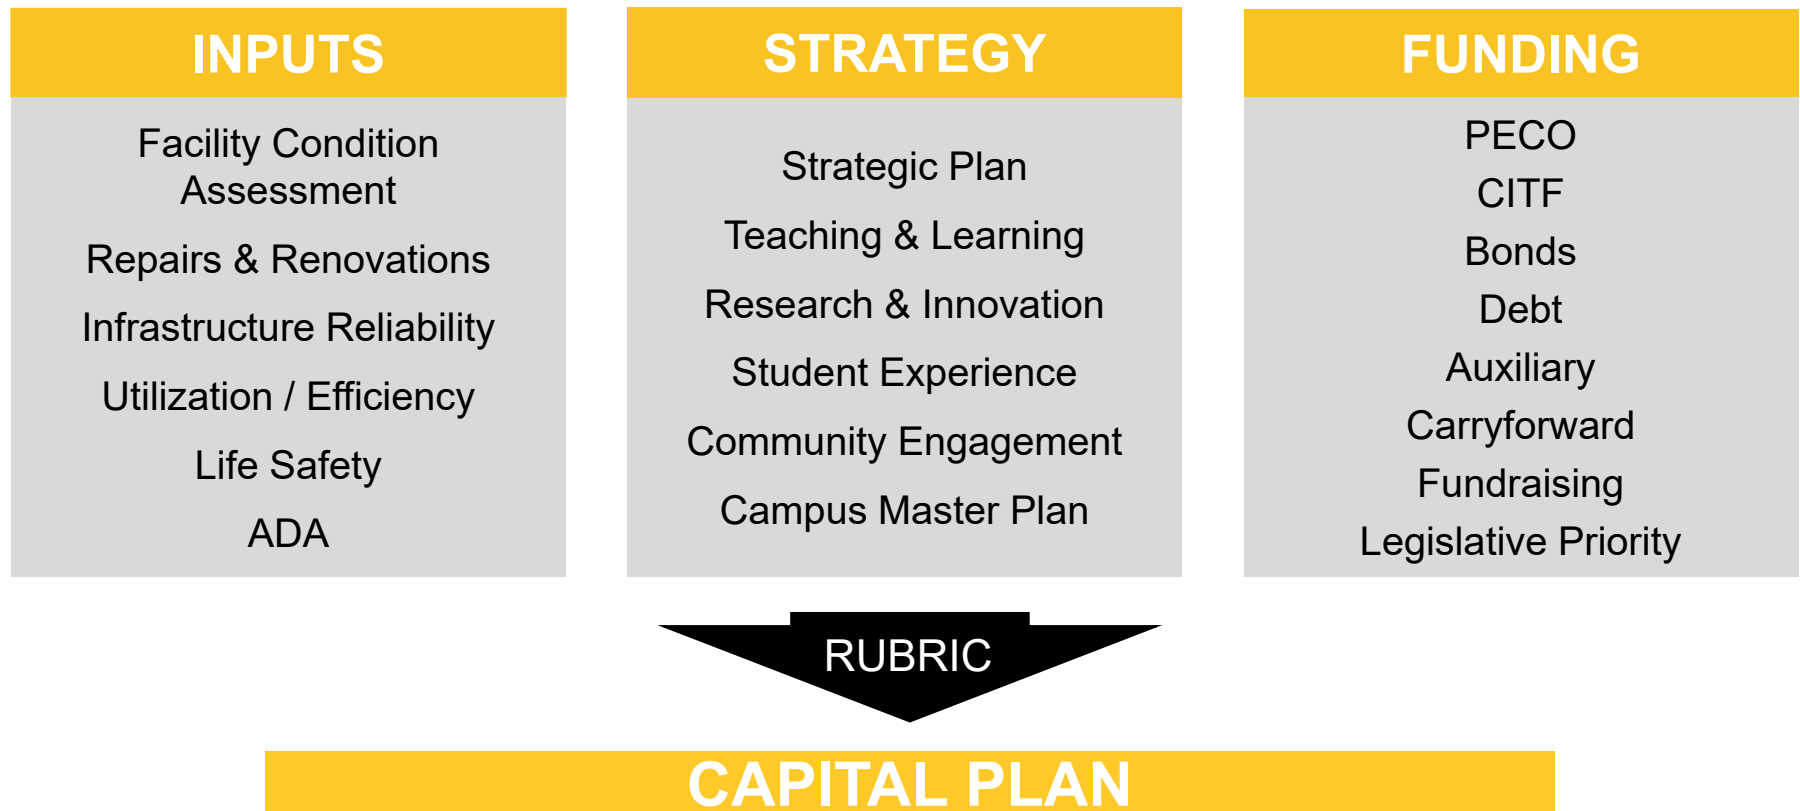 INPUTS
Facility Condition
Assessment
Repairs & Renovations
Infrastructure Reliability
Utilization / Efficiency
Life Safety
ADA
STRATEGY
Strategic Plan
Teaching & Learning
Research & Innovation
Student Experience
Community Engagement
Campus Master Plan
FUNDING
PECO
CITF
Bonds
Debt
Auxiliary
Carryforward
Fundraising
Legislative Priority
RUBRIC
CAPITAL PLAN